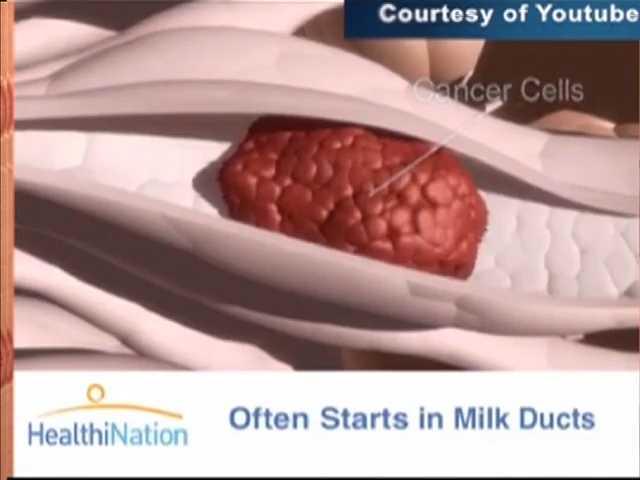 Courtesy of Youtube
Cancer Cells
HealthiNation
Often Starts in Milk Ducts